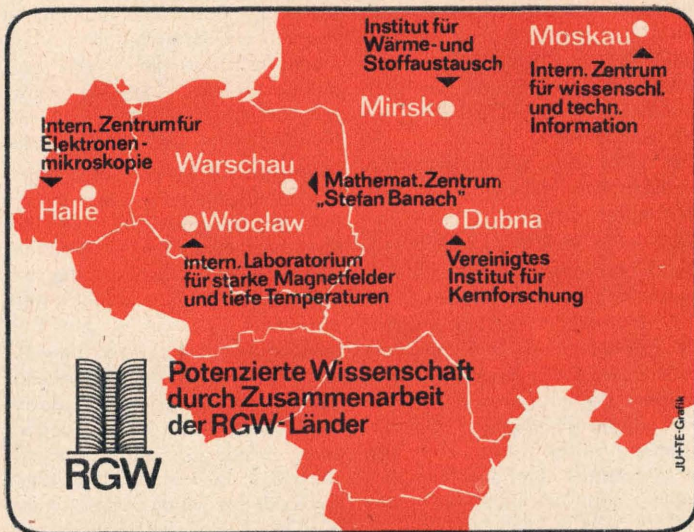 Institut für
Wärme- und
Stoffaustausch
Minsk
Moskau
Intern. Zentrum
für wissenschl.
und techn.
Information
Intern. Zentrum für
Elektronen-
mikroskopie
Halle
Warschau
Mathemat. Zentrum
„Stefan Banach”
Wroclaw
Intern. Laboratorium
für starke Magnetfelder
und tiefe Temperaturen
Dubna
Vereinigtes
Institut für
Kernforschung
Potenzierte Wissenschaft
durch Zusammenarbeit
der RGW-Länder
RGW
JU+TE-Grafik